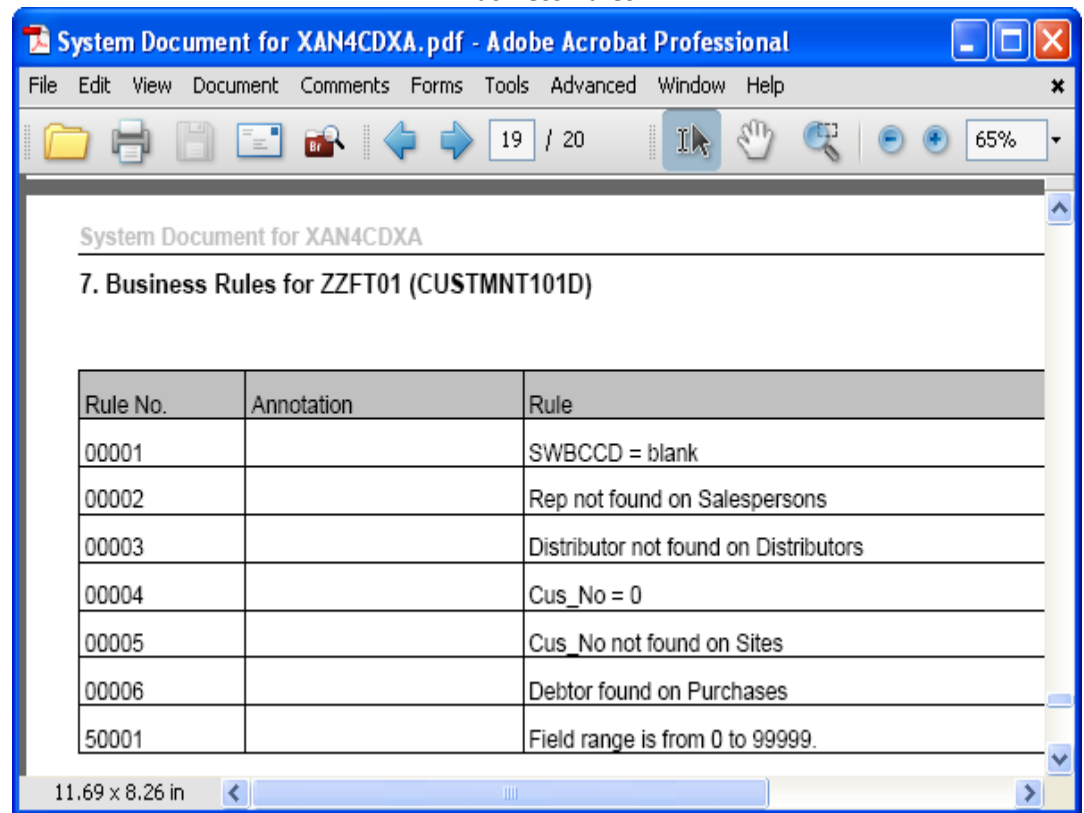 System Document for XAN4CDXA.pdf - Adobe Acrobat Professional
File Edit View Document Comments Forms Tools Advanced Window Help
Br 19 / 20 65%
System Document for XAN4CDXA
7. Business Rules for ZZFT01 (CUSTMNT101D)
Rule No. Annotation Rule
00001 SWBCCD = blank
00002 Rep not found on Salespersons
00003 Distributor not found on Distributors
00004 Cus_No = 0
00005 Cus_No not found on Sites
00006 Debtor found on Purchases
50001 Field range is from 0 to 99999.
11.69 x 8.26 in